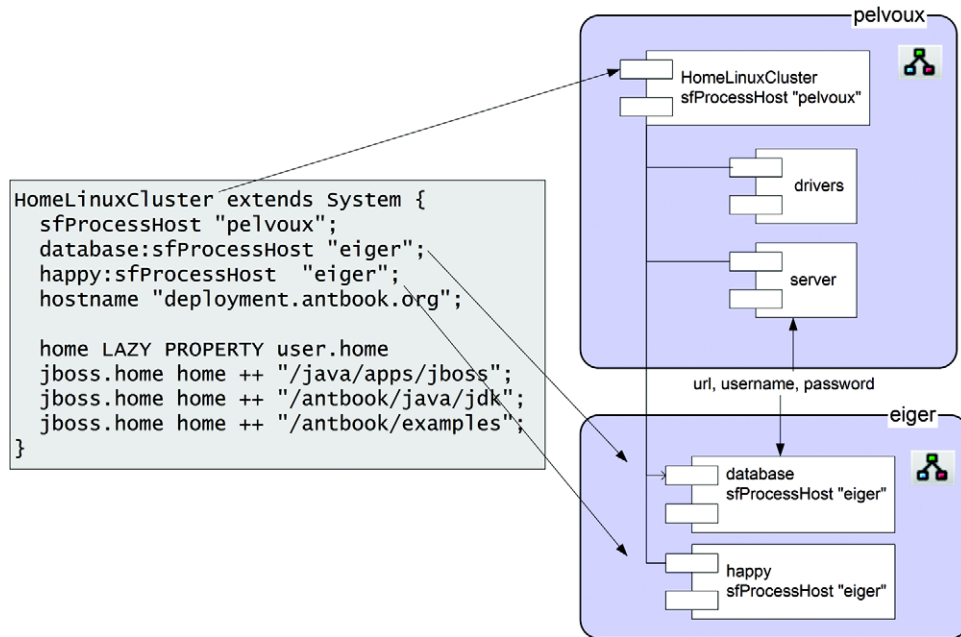 pelvoux
HomeLinuxCluster
sfProcessHost "pelvoux"
drivers
server
HomeLinuxCluster extends System {
sfProcessHost "pelvoux";
database:sfProcessHost "eiger";
happy:sfProcessHost  "eiger";
hostname "deployment.antbook.org";
home LAZY PROPERTY user.home
jboss.home home ++ "/java/apps/jboss";
jboss.home home ++ "/antbook/java/jdk";
jboss.home home ++ "/antbook/examples";
}
url, username, password
eiger
database
sfProcessHost "eiger"
happy
sfProcessHost "eiger"